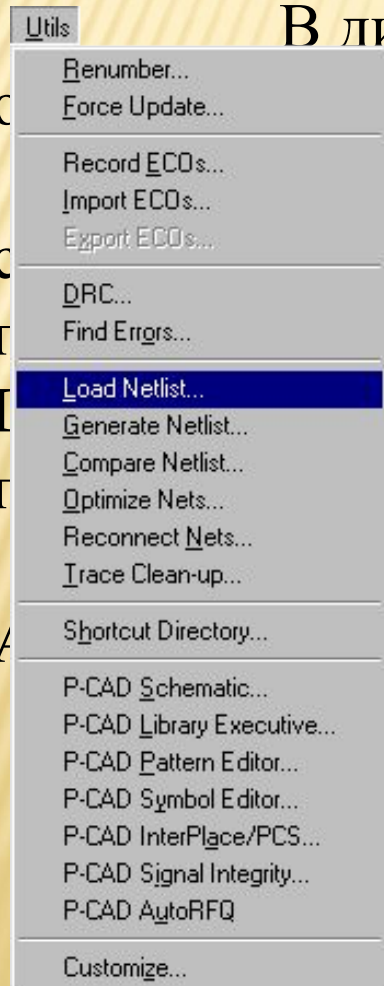 Utils
В
Renumber...
Force Update...
Record ECOs...
Import ECOs...
Export ECOs...
DRC...
Find Errors...
Load Netlist...
Generate Netlist...
Compare Netlist...
Optimize Nets...
Reconnect Nets...
Trace Clean-up...
Shortcut Directory...
P-CAD Schematic...
P-CAD Library Executive...
P-CAD Pattern Editor...
P-CAD Symbol Editor...
P-CAD InterPlace/PCS...
P-CAD Signal Integrity...
P-CAD AutoRFQ
Customize...